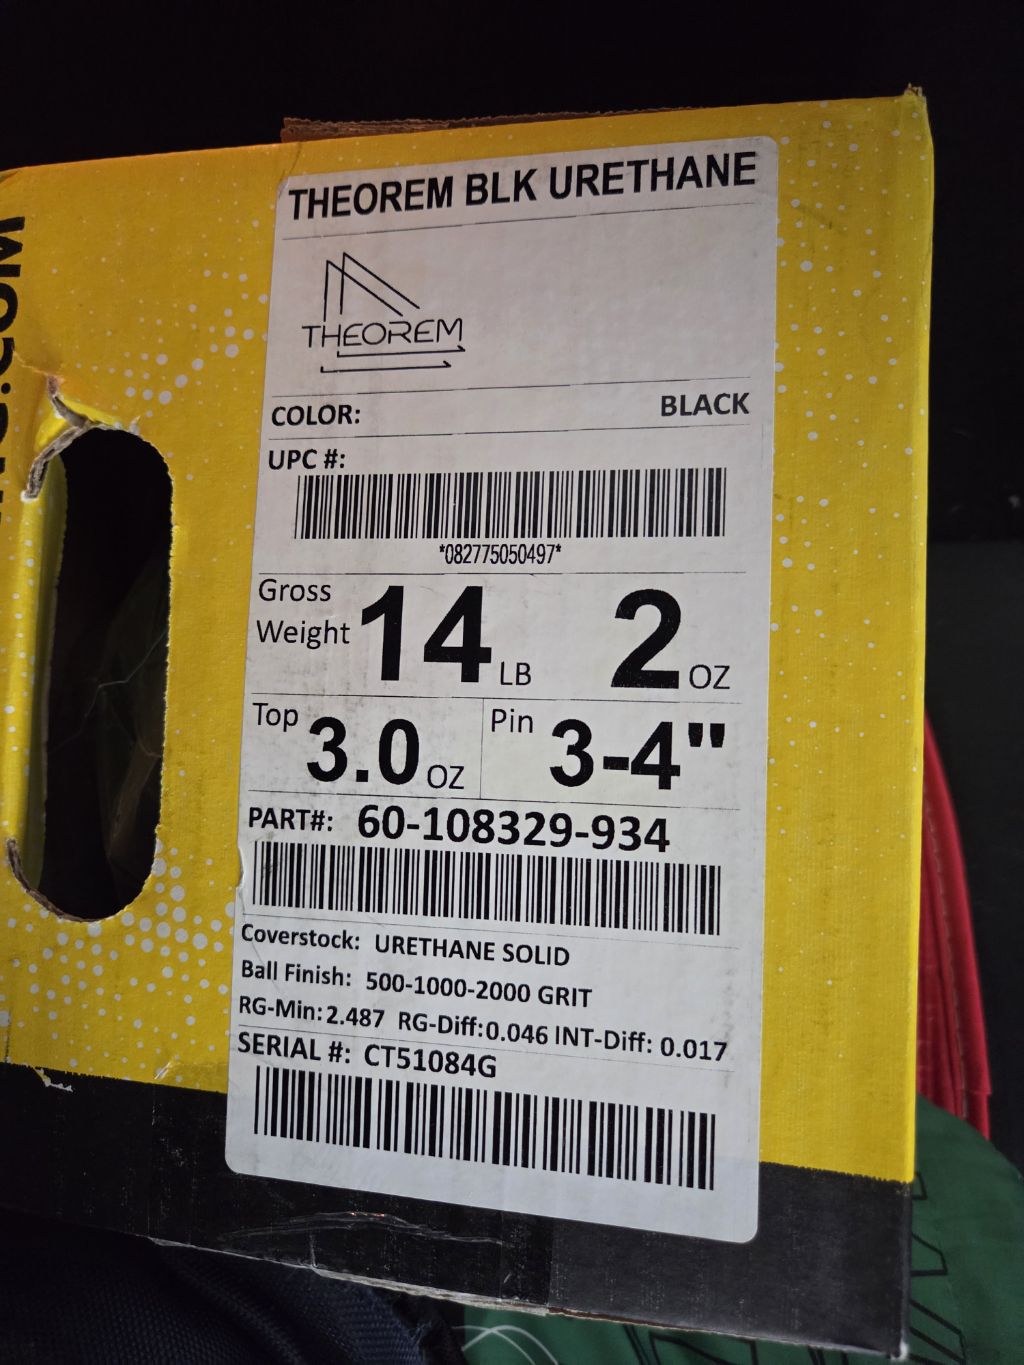 THEOREM BLK URETHANE
THEOREM
COLOR: BLACK
UPC #:
*082775050497*
Gross Weight 14 LB 2 OZ
Top 3.0 OZ Pin 3-4"
PART#: 60-108329-934
Coverstock: URETHANE SOLID
Ball Finish: 500-1000-2000 GRIT
RG-Min: 2.487 RG-Diff: 0.046 INT-Diff: 0.017
SERIAL #: CT51084G